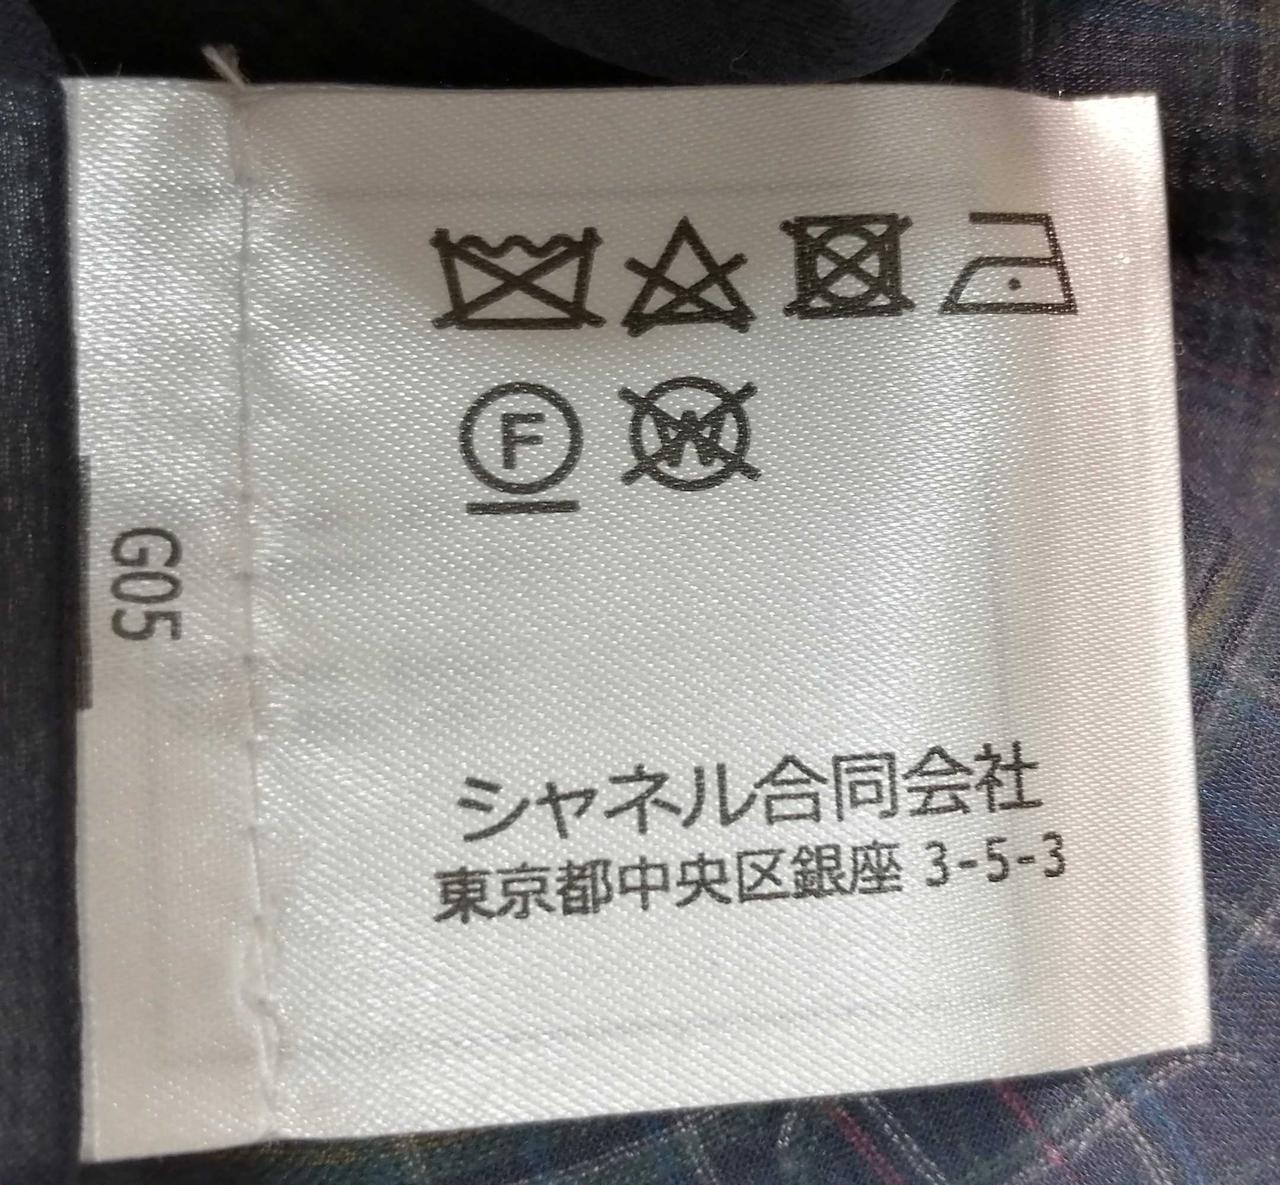 F W
シャネル合同会社
東京都中央区銀座 3-5-3
G05